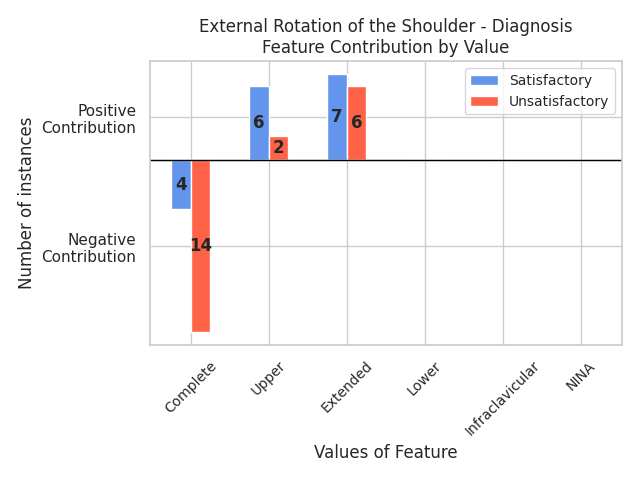 External Rotation of the Shoulder - Diagnosis
Feature Contribution by Value
Satisfactory
Unsatisfactory
Positive
Contribution
Negative
Contribution
Number of instances
4
14
6
2
7
6
Complete
Upper
Extended
Lower
Infraclavicular
NINA
Values of Feature